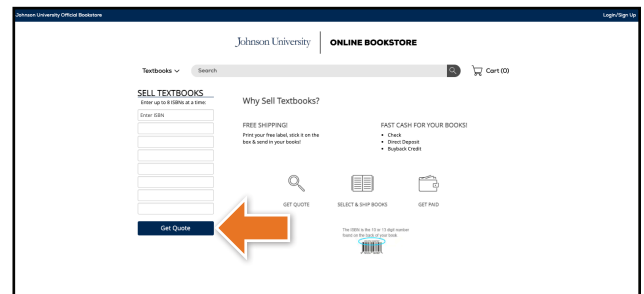 Johnson University Official Bookstore
Login/Sign Up
Johnson University
ONLINE BOOKSTORE
Textbooks
Search
Cart (0)
SELL TEXTBOOKS
Enter up to 8 ISBNs at a time:
Enter ISBN
Get Quote
Why Sell Textbooks?
FREE SHIPPING!
Print your free label, stick it on the
box & send in your books!
FAST CASH FOR YOUR BOOKS!
• Check
• Direct Deposit
• Buyback Credit
GET QUOTE
SELECT & SHIP BOOKS
GET PAID
The ISBN is the 10 or 13 digit number
found on the back of your book.